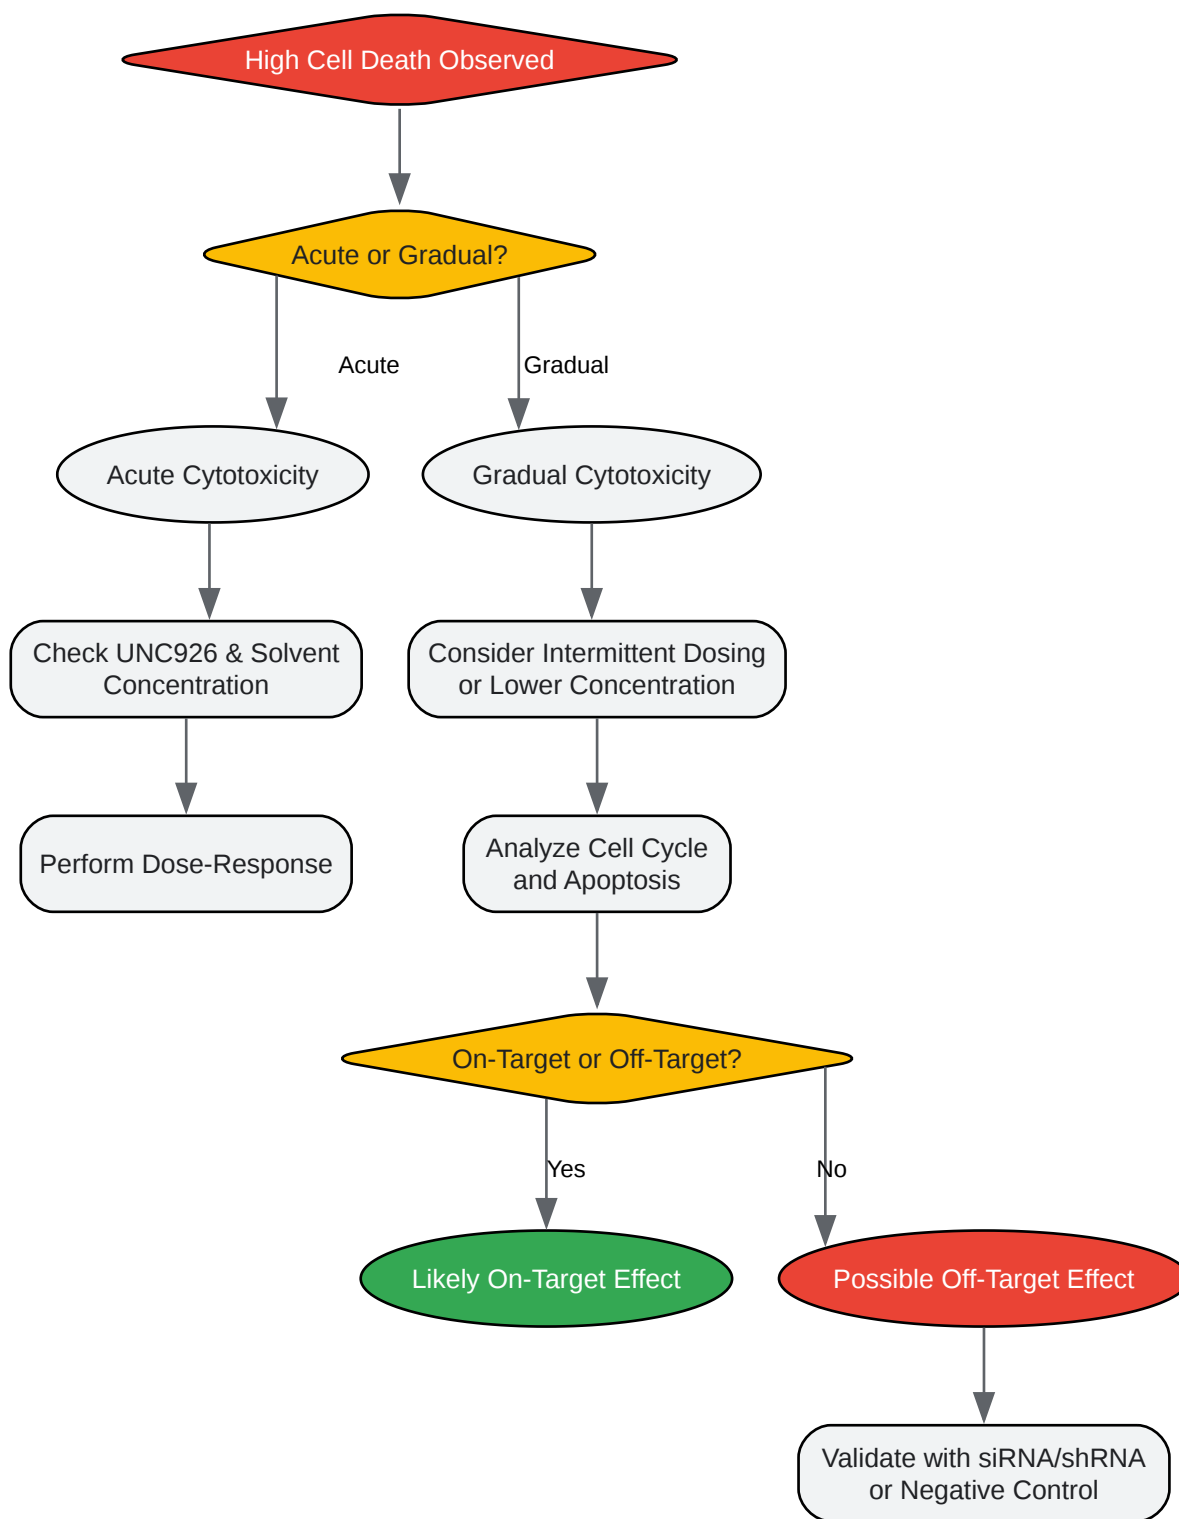 High Cell Death Observed
Acute or Gradual?
Acute
Gradual
Acute Cytotoxicity
Gradual Cytotoxicity
Check UNC926 & Solvent
Concentration
Consider Intermittent Dosing
or Lower Concentration
Perform Dose-Response
Analyze Cell Cycle
and Apoptosis
On-Target or Off-Target?
Yes
No
Likely On-Target Effect
Possible Off-Target Effect
Validate with siRNA/shRNA
or Negative Control